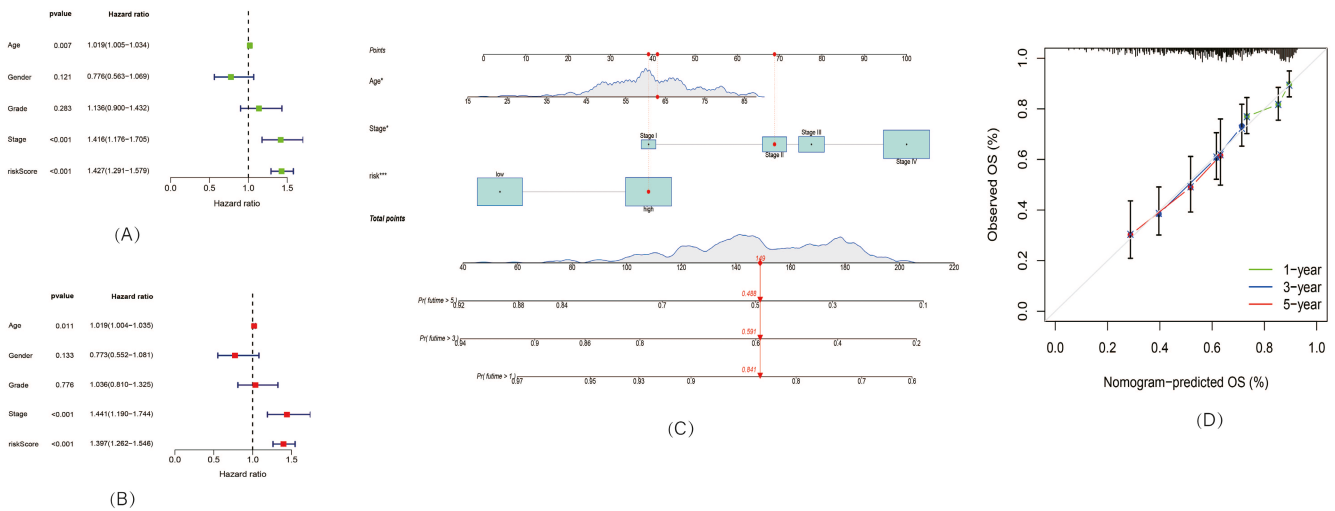 pvalue Hazard ratio
Age 0.007 1.019(1.005−1.034)
Gender 0.121 0.776(0.563−1.069)
Grade 0.283 1.136(0.900−1.432)
Stage <0.001 1.416(1.176−1.705)
riskScore <0.001 1.427(1.291−1.579)
0.0 0.5 1.0 1.5
Hazard ratio
(A)
pvalue Hazard ratio
Age 0.011 1.019(1.004−1.035)
Gender 0.133 0.773(0.552−1.081)
Grade 0.776 1.036(0.810−1.325)
Stage <0.001 1.441(1.190−1.744)
riskScore <0.001 1.397(1.262−1.546)
0.0 0.5 1.0 1.5
Hazard ratio
(B)
Points
0 10 20 30 40 50 60 70 80 90 100
Age*
15 25 35 45 55 65 75 85
Stage*
Stage I
Stage III
Stage II
Stage IV
risk***
low
high
Total points
149
40 60 80 100 120 140 160 180 200 220
0.488
Pr( futime > 5)
0.92 0.88 0.84 0.7 0.5 0.3 0.1
0.591
Pr( futime > 3)
0.94 0.9 0.86 0.8 0.6 0.4 0.2
0.841
Pr( futime > 1)
0.97 0.95 0.93 0.9 0.8 0.7 0.6
(C)
Observed OS (%)
0.0 0.2 0.4 0.6 0.8 1.0
1−year
3−year
5−year
0.0 0.2 0.4 0.6 0.8 1.0
Nomogram−predicted OS (%)
(D)